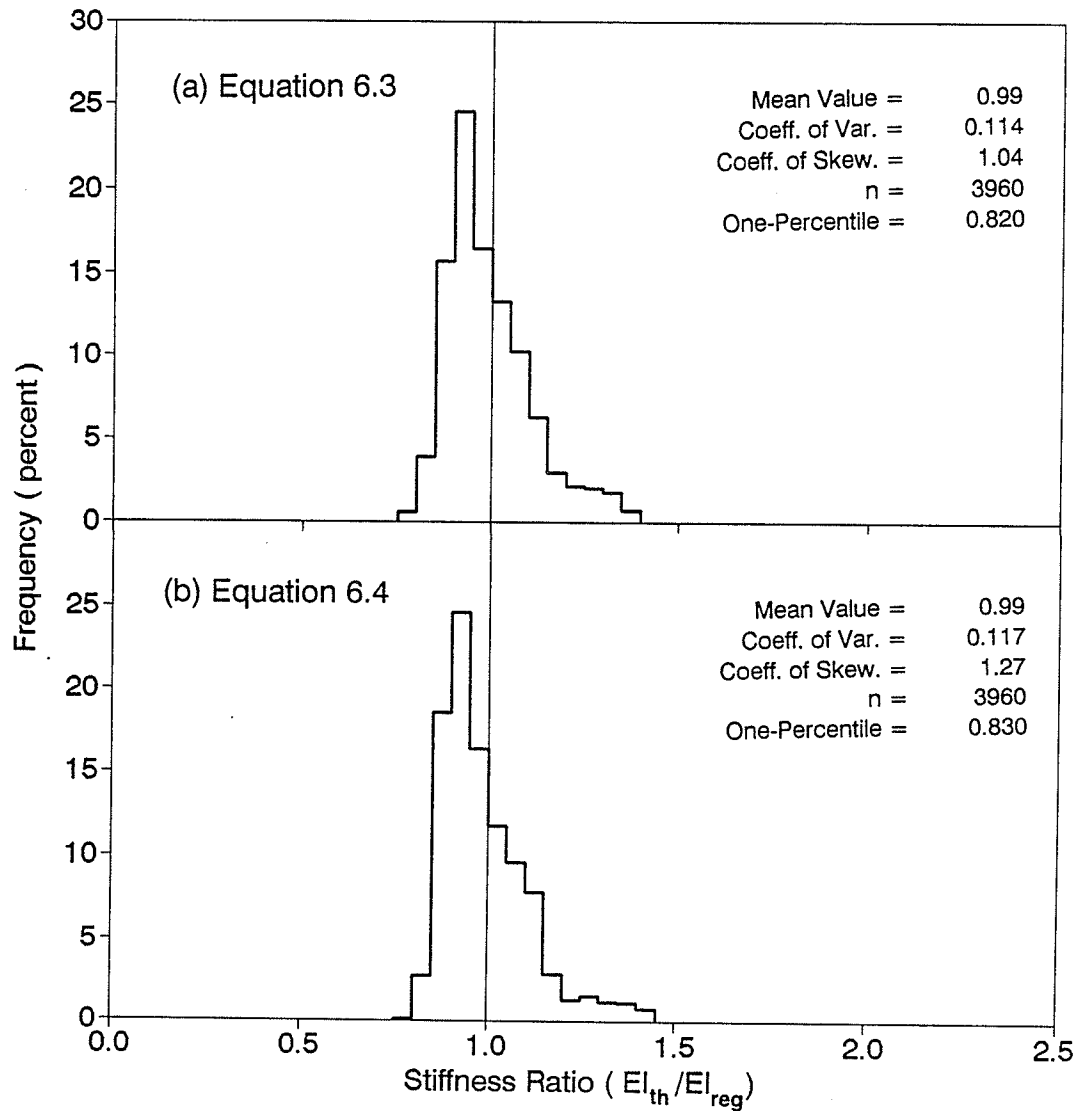 30
(a) Equation 6.3
Mean Value = 0.99
Coeff. of Var. = 0.114
Coeff. of Skew. = 1.04
n = 3960
One-Percentile = 0.820
25
20
15
10
5
0
Frequency ( percent )
(b) Equation 6.4
Mean Value = 0.99
Coeff. of Var. = 0.117
Coeff. of Skew. = 1.27
n = 3960
One-Percentile = 0.830
25
20
15
10
5
0
0.0 0.5 1.0 1.5 2.0 2.5
Stiffness Ratio ( EI_th/EI_reg)